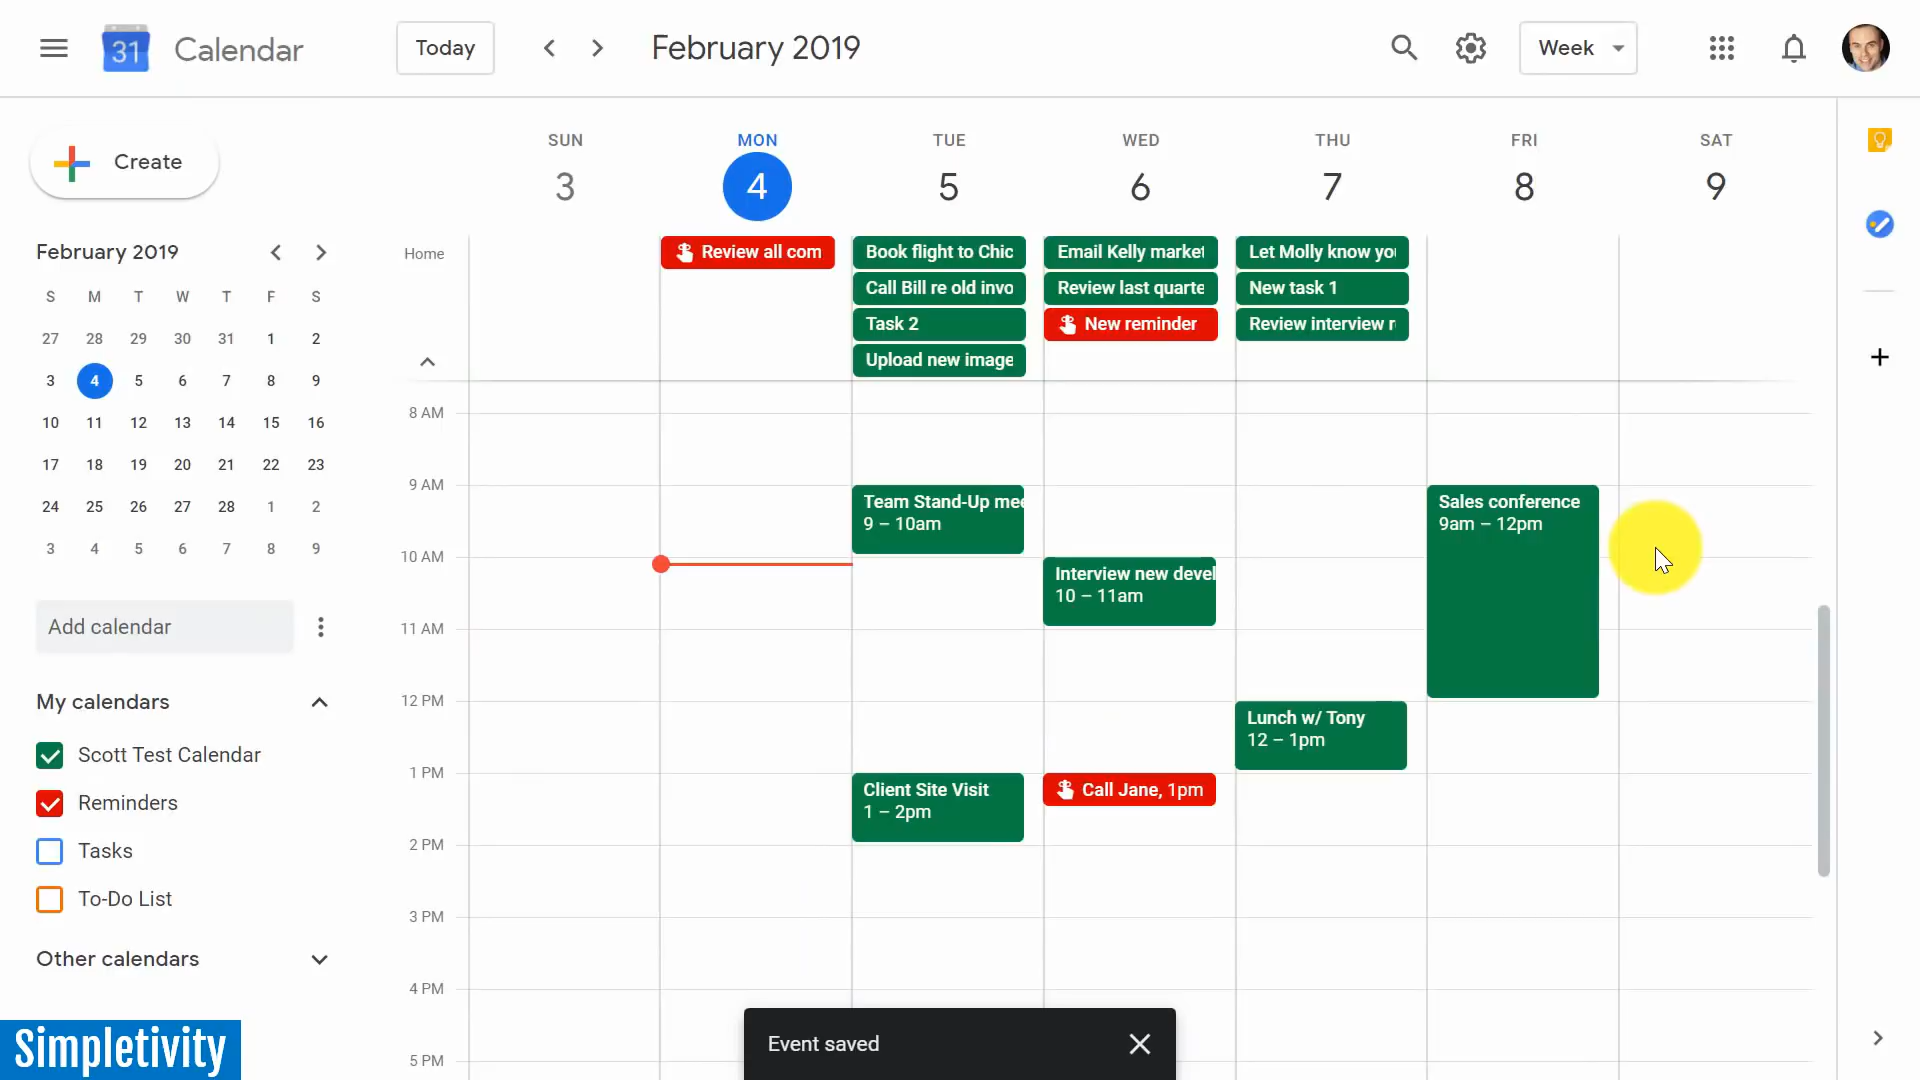 31 Calendar Today February 2019 Week
Create
SUN MON TUE WED THU FRI SAT
3 4 5 6 7 8 9
February 2019
S M T W T F S
27 28 29 30 31 1 2
3 4 5 6 7 8 9
10 11 12 13 14 15 16
17 18 19 20 21 22 23
24 25 26 27 28 1 2
3 4 5 6 7 8 9
Add calendar
My calendars
Scott Test Calendar
Reminders
Tasks
To-Do List
Other calendars
Simpletivity
Home
Review all com
Book flight to Chic
Call Bill re old invo
Task 2
Upload new image
Email Kelly market
Review last quarte
New reminder
Let Molly know yo
New task 1
Review interview r
8 AM
9 AM
10 AM
11 AM
12 PM
1 PM
2 PM
3 PM
4 PM
5 PM
Team Stand-Up mee
9 – 10am
Client Site Visit
1 – 2pm
Interview new devel
10 – 11am
Call Jane, 1pm
Lunch w/ Tony
12 – 1pm
Sales conference
9am – 12pm
Event saved